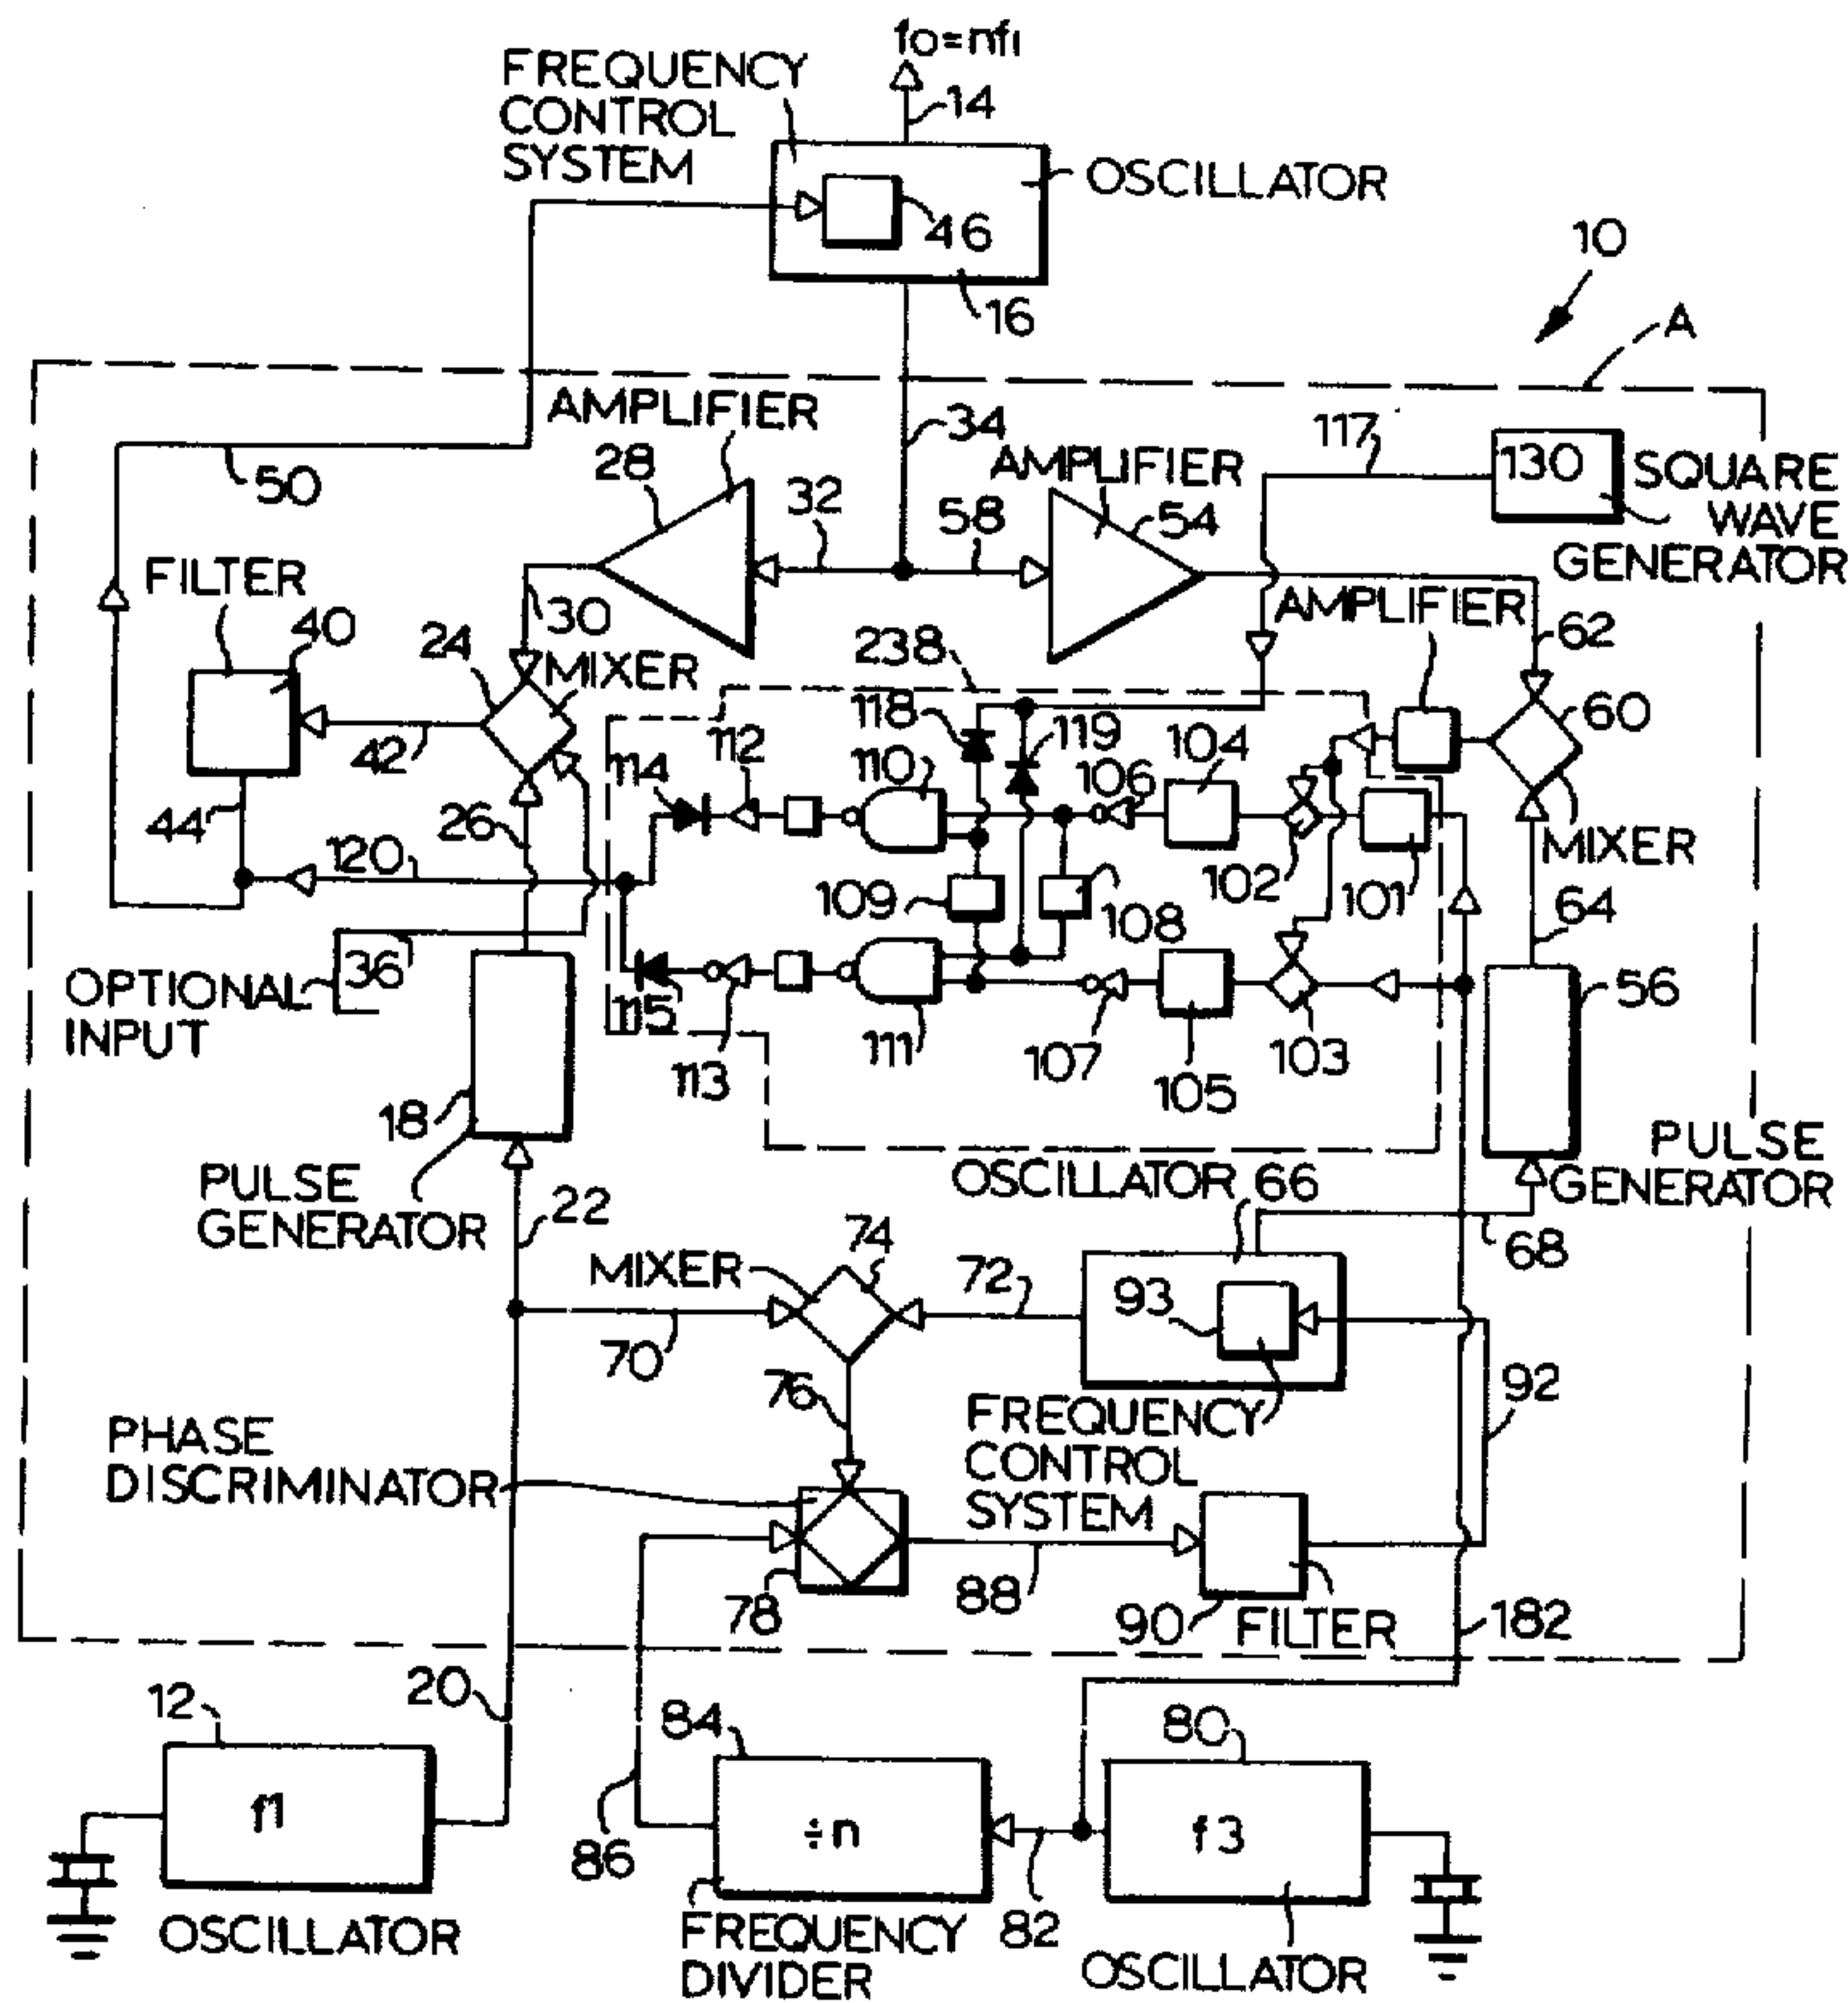 fo=nf1
FREQUENCY
CONTROL
SYSTEM
14
OSCILLATOR
46
16
10
A
AMPLIFIER
34
117
28
32
AMPLIFIER
58
54
130
SQUARE
WAVE
GENERATOR
50
FILTER
30
AMPLIFIER
62
40
24
MIXER
238
118
119
60
42
112
110
104
114
106
44
26
MIXER
120
109
108
102
101
64
36
OPTIONAL
INPUT
115
111
107
103
56
113
105
18
PULSE
GENERATOR
PULSE
GENERATOR
22
OSCILLATOR 66
68
74
MIXER
72
93
70
76
92
FREQUENCY
CONTROL
SYSTEM
PHASE
DISCRIMINATOR
78
88
90
FILTER
182
20
12
84
80
f1
÷n
f3
86
82
OSCILLATOR
FREQUENCY
DIVIDER
OSCILLATOR